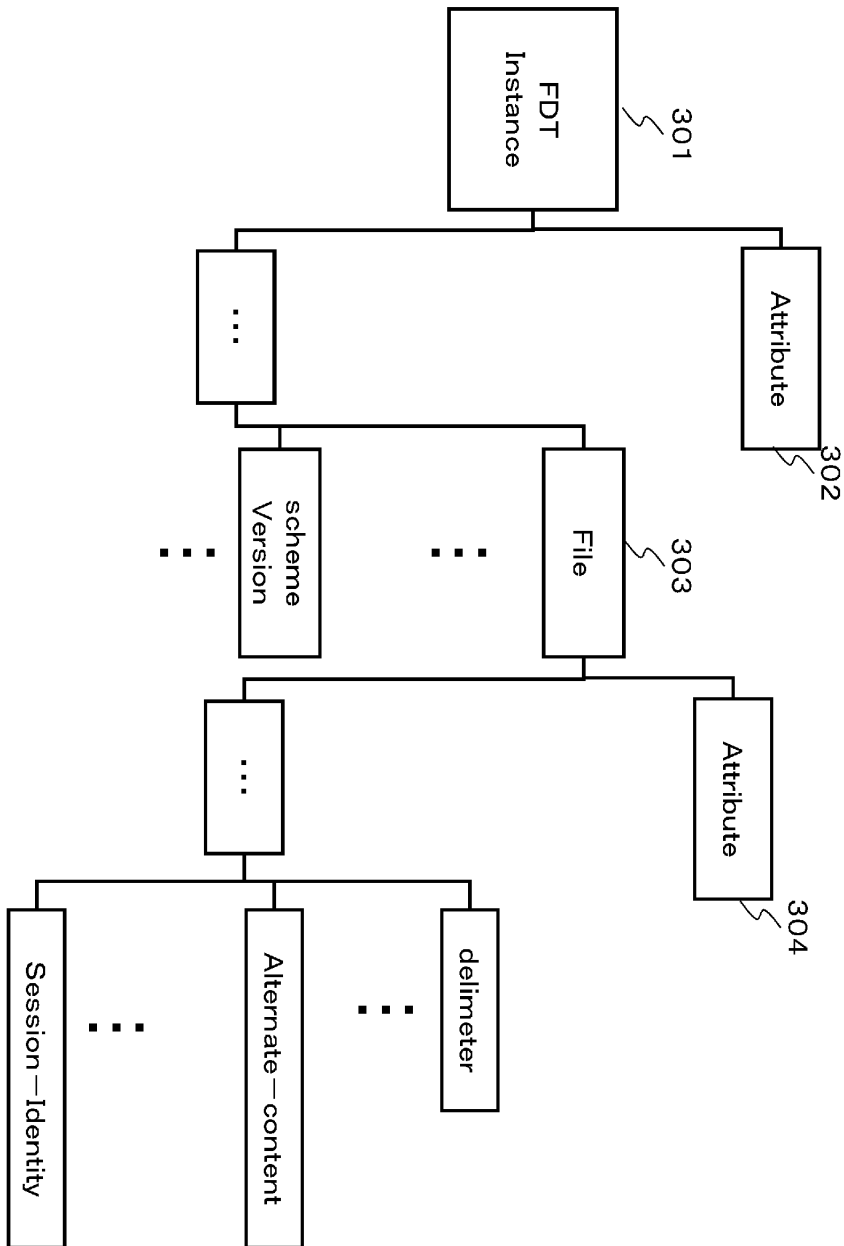 301
FDT
Instance
Attribute
302
...
File
303
scheme
Version
Attribute
304
...
delimeter
Alternate-content
Session-Identity